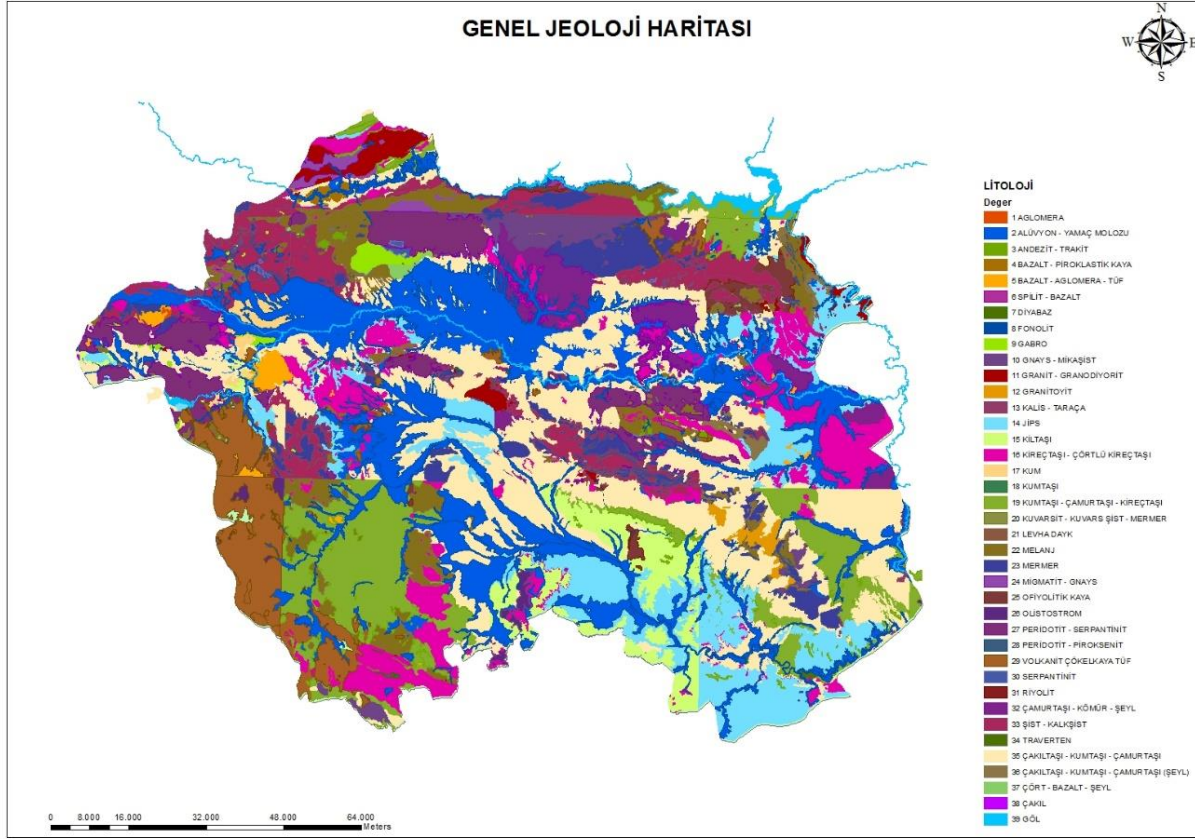 GENEL JEOLOJİ HARİTASI
N
W
E
S
LİTOLOJİ
Deger
1 AGLOMERA
2 ALÜVYON - YAMAÇ MOLOZU
3 ANDEZİT - TRAKİT
4 BAZALT - PİROKLASTİK KAYA
5 BAZALT - AGLOMERA - TÜF
6 SPİLİT - BAZALT
7 DİYABAZ
8 FONOLİT
9 GABRO
10 GNAYS - MİKAŞİST
11 GRANİT - GRANODİYORİT
12 GRANİTOYİT
13 KALİS - TARAÇA
14 JİPS
15 KİLTAŞI
16 KİREÇTAŞI - ÇÖRTLÜ KİREÇTAŞI
17 KUM
18 KUMTAŞI
19 KUMTAŞI - ÇAMURTAŞI - KİREÇTAŞI
20 KUVARSİT - KUVARS ŞİST - MERMER
21 LEVHA DAYK
22 MELANJ
23 MERMER
24 MİGMATİT - GNAYS
25 OFİYOLİTİK KAYA
26 OLİSTOSTROM
27 PERİDOTİT - SERPANTİNİT
28 PERİDOTİT - PİROKSENİT
29 VOLKANİT ÇÖKELKAYA TÜF
30 SERPANTİNİT
31 RİYOLİT
32 ÇAMURTAŞI - KÖMÜR - ŞEYL
33 ŞİST - KALKŞİST
34 TRAVERTEN
35 ÇAKILTAŞI - KUMTAŞI - ÇAMURTAŞI
36 ÇAKILTAŞI - KUMTAŞI - ÇAMURTAŞI (ŞEYL)
37 ÇÖRT - BAZALT - ŞEYL
38 ÇAKIL
39 GÖL
0 8.000 16.000 32.000 48.000 64.000
Meters